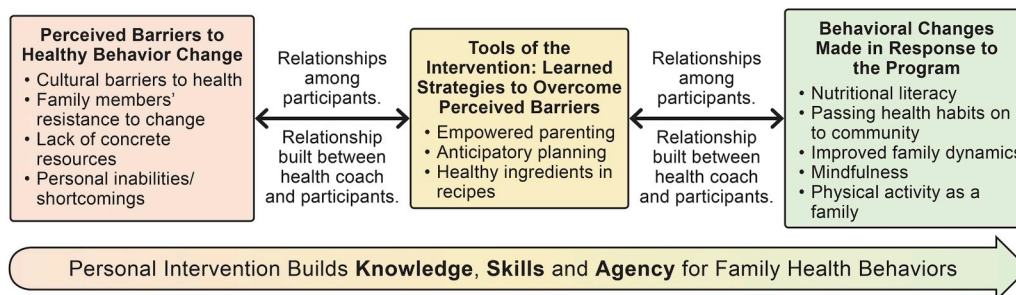 Perceived Barriers to
Healthy Behavior Change
• Cultural barriers to health
• Family members'
resistance to change
• Lack of concrete
resources
• Personal inabilities/
shortcomings
Relationships
among
participants.
Relationship
built between
health coach
and participants.
Tools of the
Intervention: Learned
Strategies to Overcome
Perceived Barriers
• Empowered parenting
• Anticipatory planning
• Healthy ingredients in
recipes
Relationships
among
participants.
Relationship
built between
health coach
and participants.
Behavioral Changes
Made in Response to
the Program
• Nutritional literacy
• Passing health habits on
to community
• Improved family dynamics
• Mindfulness
• Physical activity as a
family
Personal Intervention Builds Knowledge, Skills and Agency for Family Health Behaviors